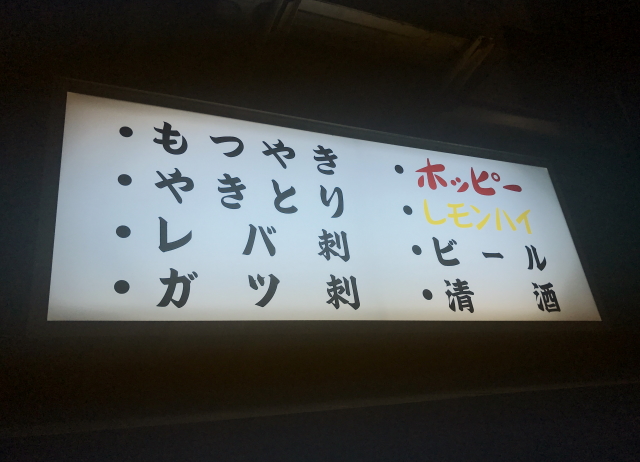 ・もつやき
・やきとり
・レバ刺
・ガツ刺
・ホッピー
・レモンハイ
・ビール
・清酒